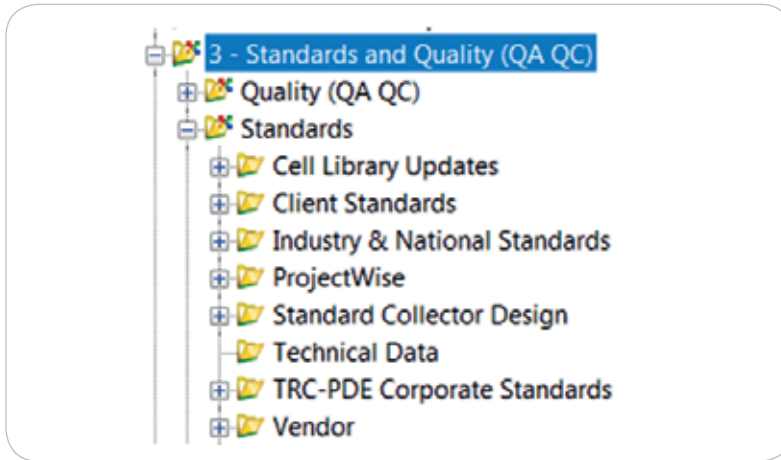 3 - Standards and Quality (QA QC)
Quality (QA QC)
Standards
Cell Library Updates
Client Standards
Industry & National Standards
ProjectWise
Standard Collector Design
Technical Data
TRC-PDE Corporate Standards
Vendor